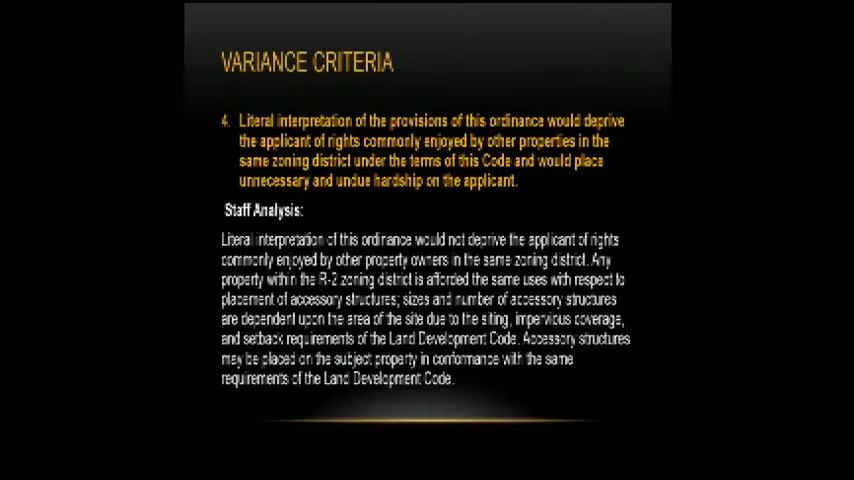 VARIANCE CRITERIA
4. Literal interpretation of the provisions of this ordinance would deprive
the applicant of rights commonly enjoyed by other properties in the
same zoning district under the terms of this Code and would place
unnecessary and undue hardship on the applicant.
Staff Analysis:
Literal interpretation of this ordinance would not deprive the applicant of rights
commonly enjoyed by other property owners in the same zoning district. Any
property within the R-2 zoning district is afforded the same uses with respect to
placement of accessory structures; sizes and number of accessory structures
are dependent upon the area of the site due to the siting, impervious coverage,
and setback requirements of the Land Development Code. Accessory structures
may be placed on the subject property in conformance with the same
requirements of the Land Development Code.